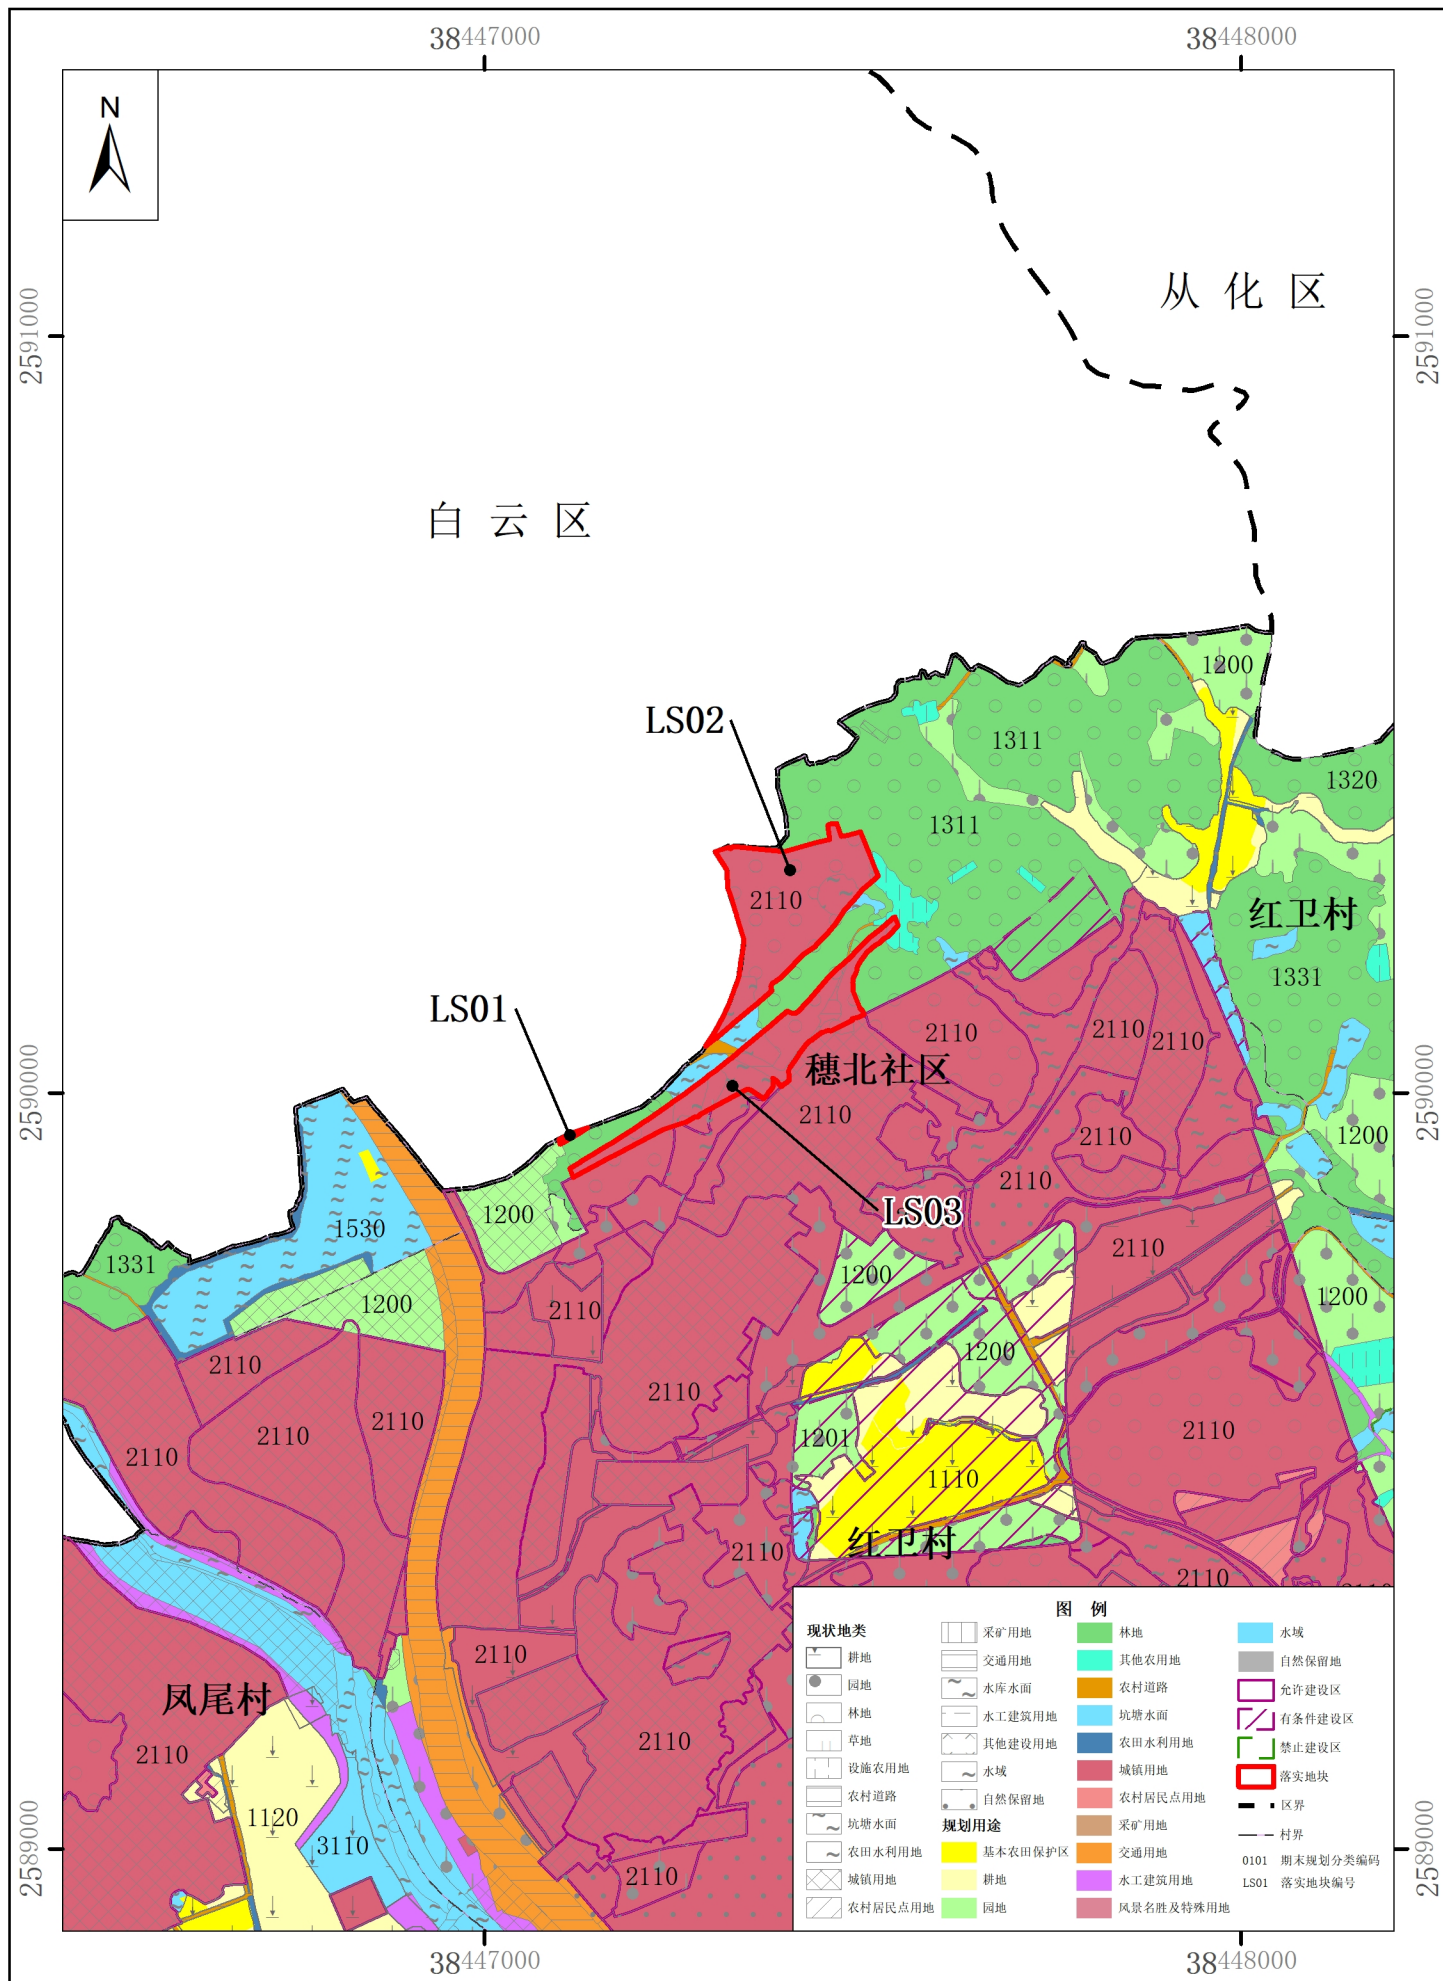 38447000
38448000
N
从化区
2591000
2591000
白云区
1200
LS02
1311
1320
1311
2110
红卫村
1331
LS01
2110
2110
2110
穗北社区
2590000
2590000
2110
2110
1200
2110
1200
LS03
1530
2110
1331
1200
1200
2110
1200
2110
1200
2110
2110
2110
2110
1201
2110
2110
1110
2110
红卫村
2110
2110
凤尾村
2110
2110
1120
3110
2110
2589000
2589000
图 例
现状地类
耕地
园地
林地
草地
设施农用地
农村道路
坑塘水面
农田水利用地
城镇用地
农村居民点用地
采矿用地
交通用地
水库水面
水工建筑用地
其他建设用地
水域
自然保留地
规划用途
基本农田保护区
耕地
园地
林地
其他农用地
农村道路
坑塘水面
农田水利用地
城镇用地
农村居民点用地
采矿用地
交通用地
水工建筑用地
风景名胜及特殊用地
水域
自然保留地
允许建设区
有条件建设区
禁止建设区
落实地块
区界
村界
0101 期末规划分类编码
LS01 落实地块编号
38447000
38448000